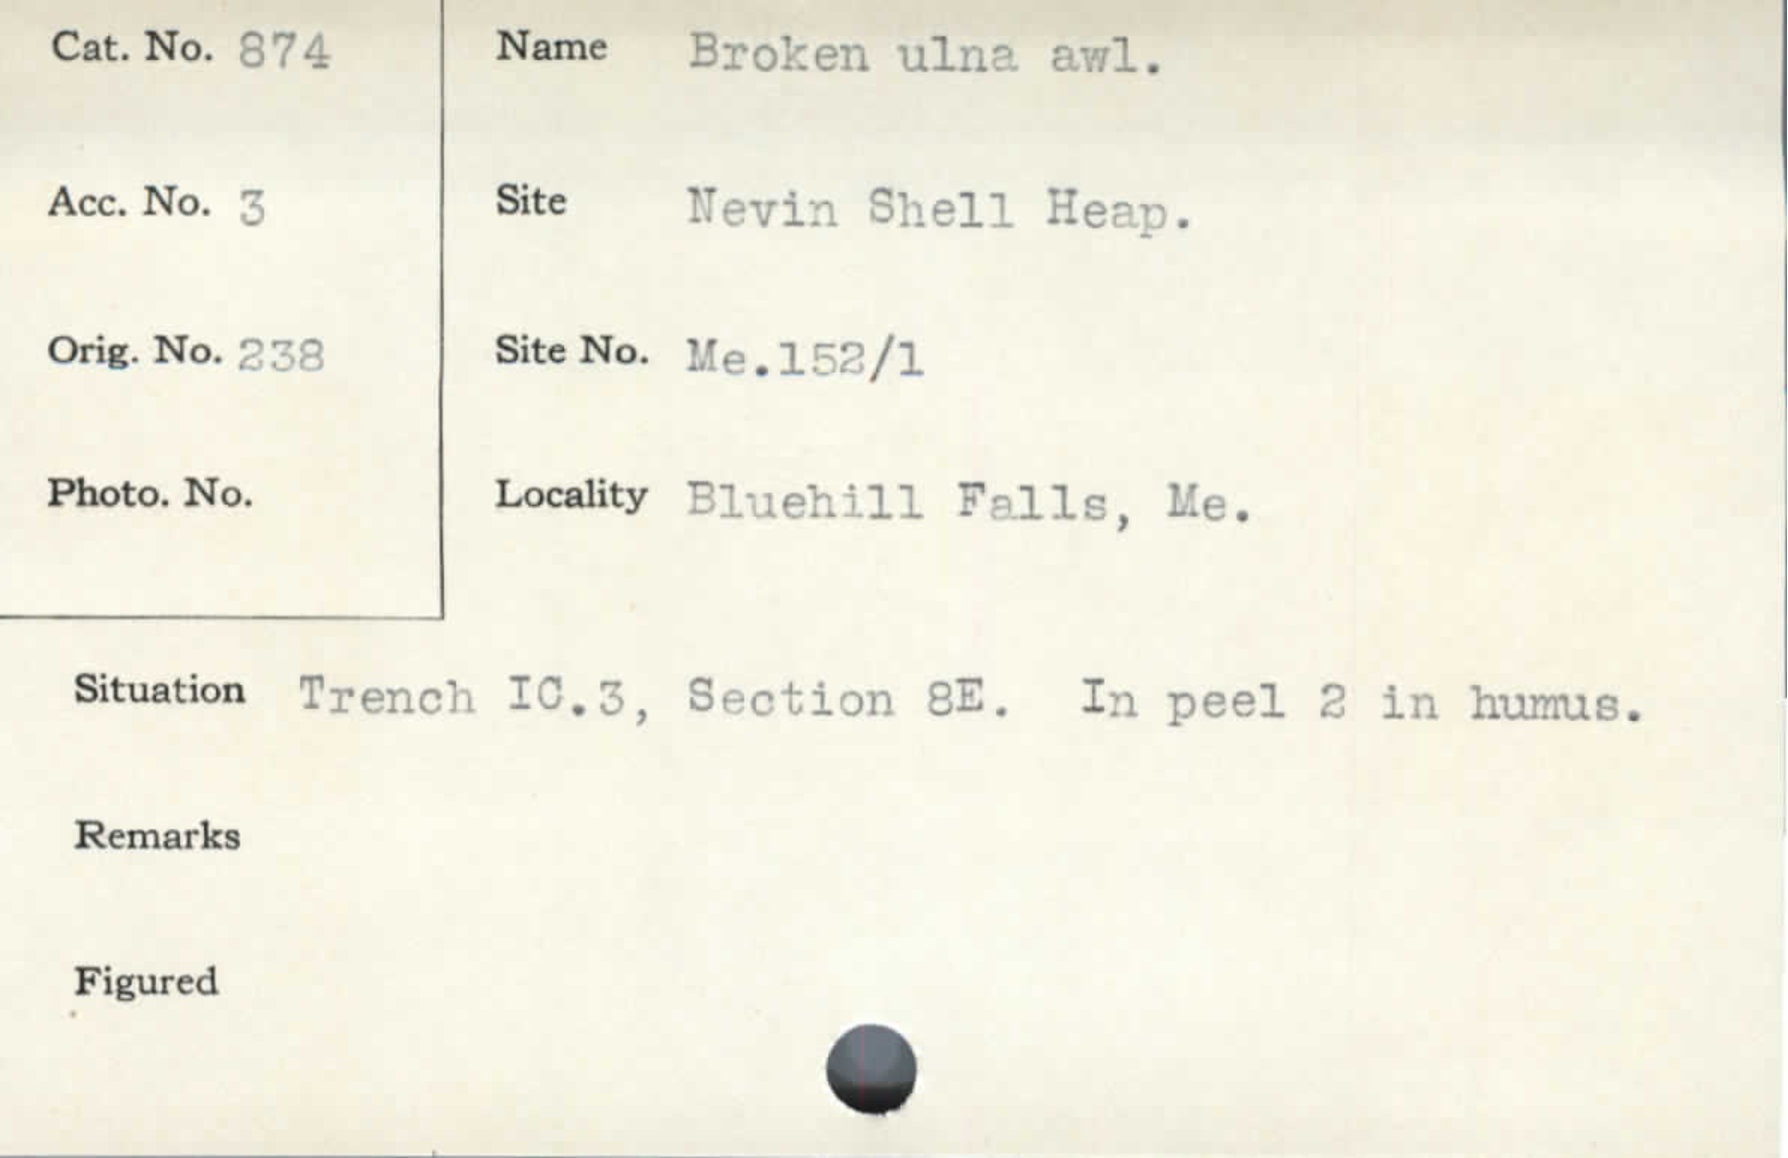 Cat. No. 874
Name Broken ulna awl.
Acc. No. 3
Site Nevin Shell Heap.
Orig. No. 238
Site No. Me.152/1
Photo. No.
Locality Bluehill Falls, Me.
Situation Trench IC.3, Section 8E. In peel 2 in humus.
Remarks
Figured